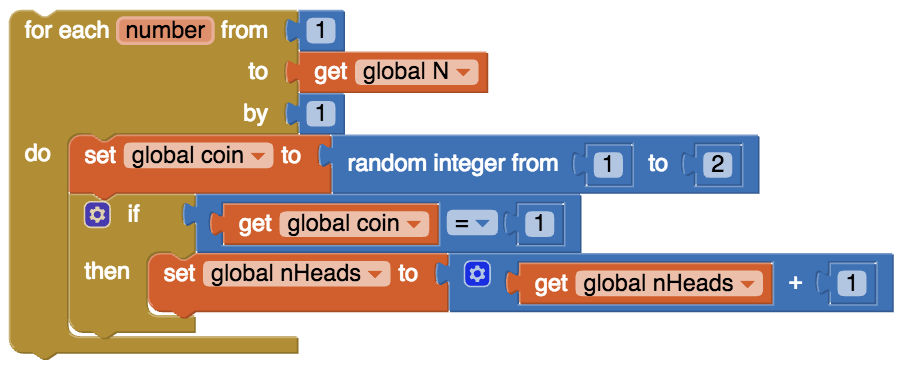 for each number from 1
to get global N
by 1
do set global coin to random integer from 1 to 2
if get global coin = 1
then set global nHeads to get global nHeads + 1